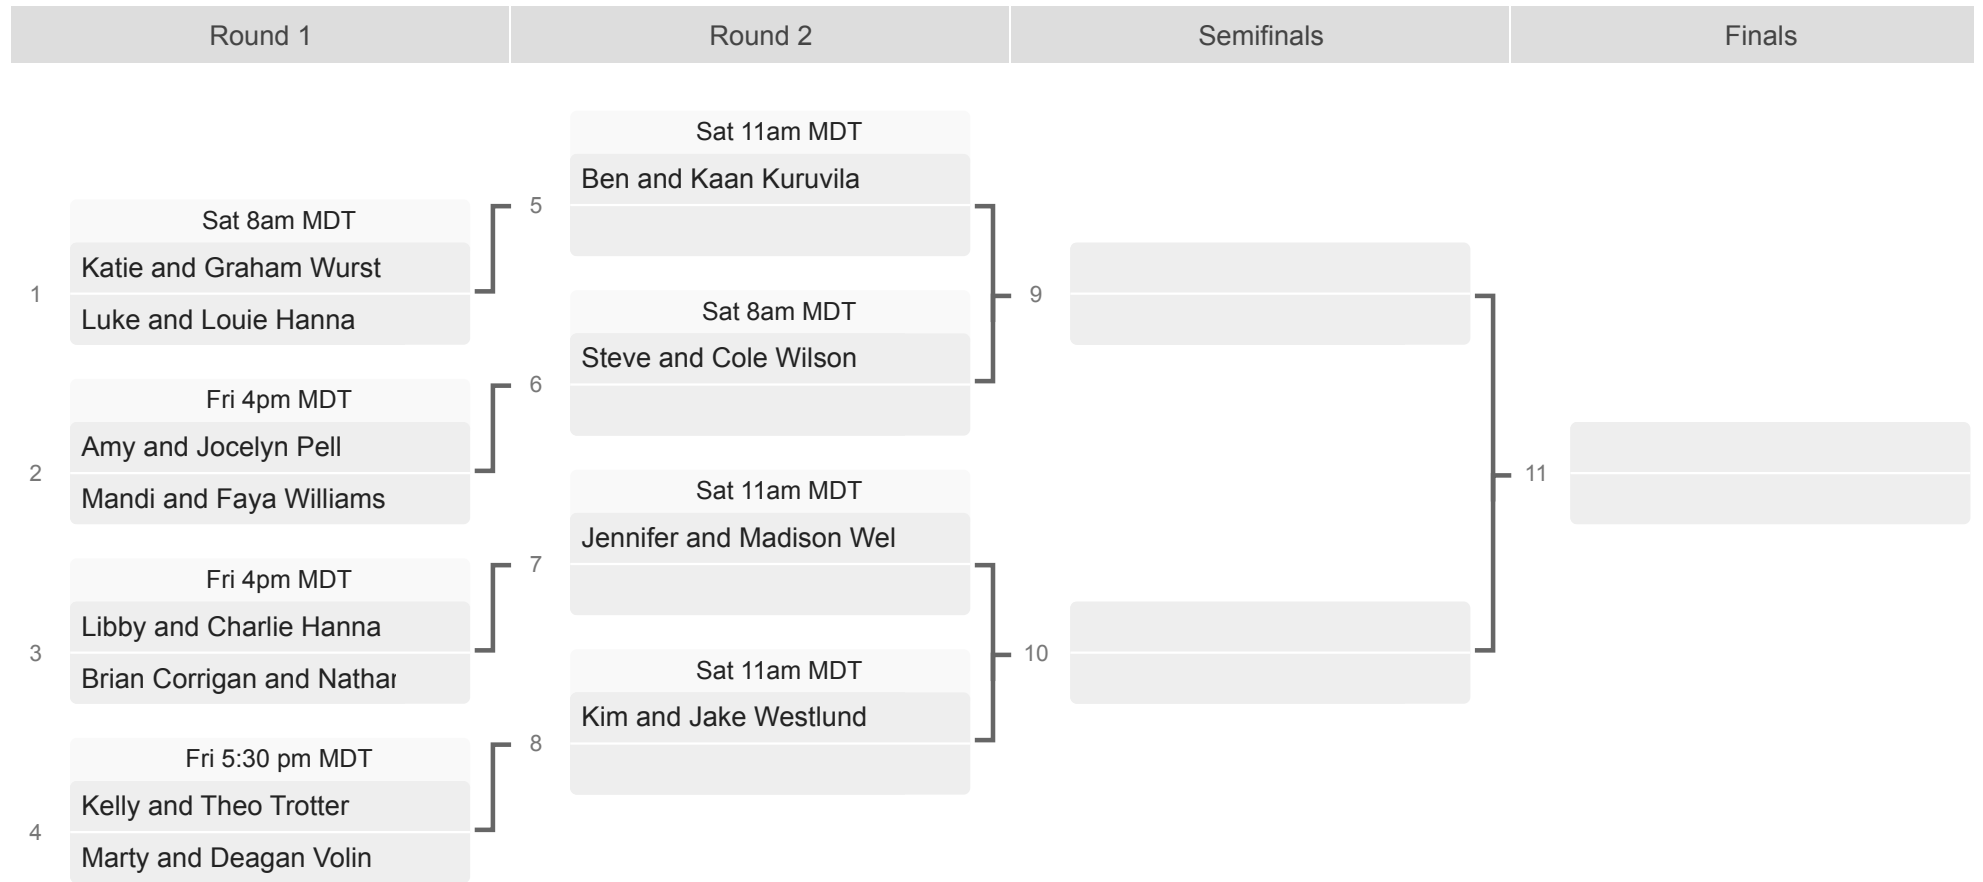 Round 1
Round 2
Semifinals
Finals
Sat 8am MDT
1
Katie and Graham Wurst
Luke and Louie Hanna
Fri 4pm MDT
2
Amy and Jocelyn Pell
Mandi and Faya Williams
Fri 4pm MDT
3
Libby and Charlie Hanna
Brian Corrigan and
Fri 5:30 pm MDT
4
Kelly and Theo Trotter
Marty and Deagan Volin
Sat 11am MDT
5
Ben and Kaan Kuruvila
Sat 8am MDT
6
Steve and Cole Wilson
Sat 11am MDT
7
Jennifer and Madison Wel
Sat 11am MDT
8
Kim and Jake Westlund
9
10
11